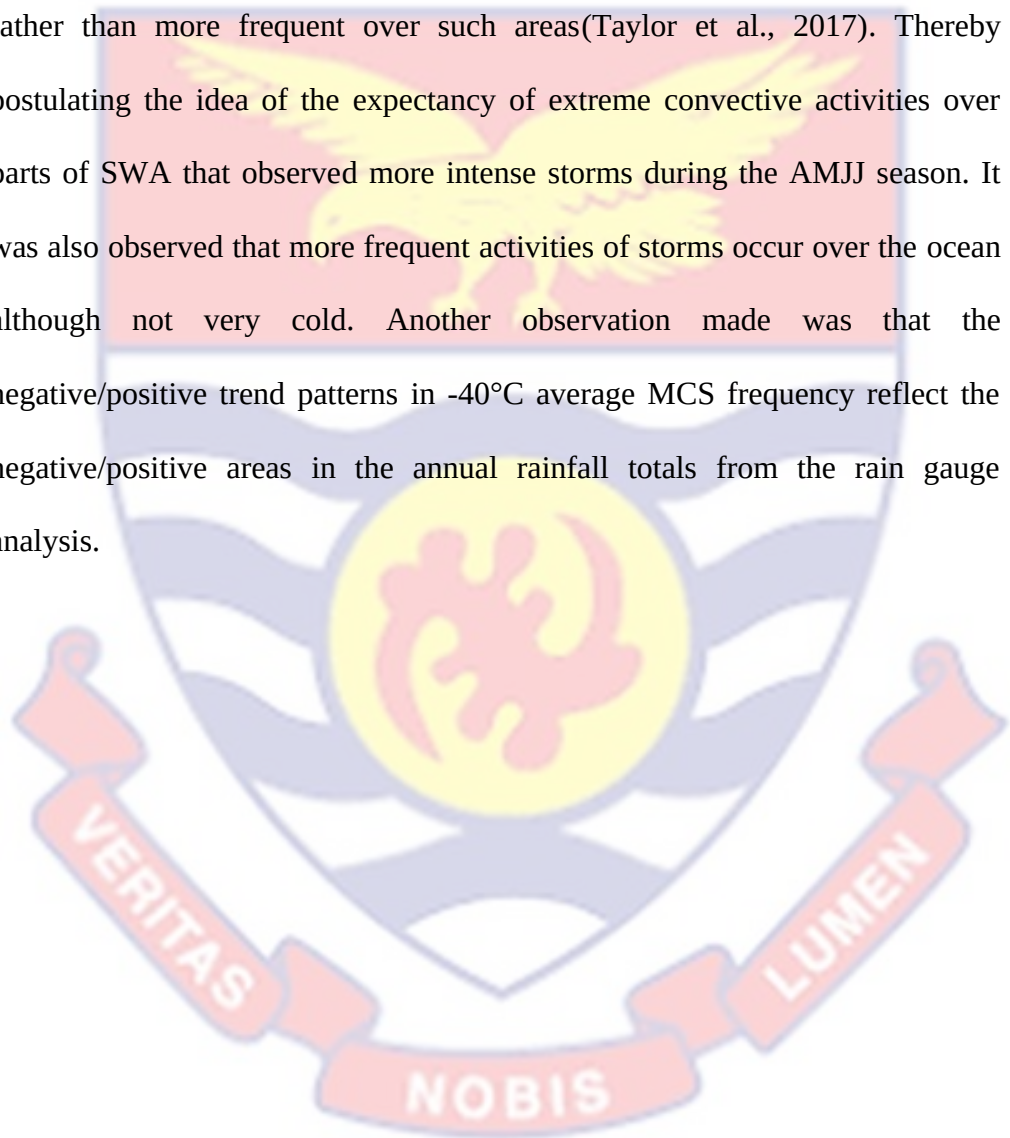 rather than more frequent over such areas(Taylor et al., 2017). Thereby
postulating the idea of the expectancy of extreme convective activities over
parts of SWA that observed more intense storms during the AMJJ season. It
was also observed that more frequent activities of storms occur over the ocean
although not very cold. Another observation made was that the
negative/positive trend patterns in -40°C average MCS frequency reflect the
negative/positive areas in the annual rainfall totals from the rain gauge
analysis.
VERITAS
NOBIS
LUMEN